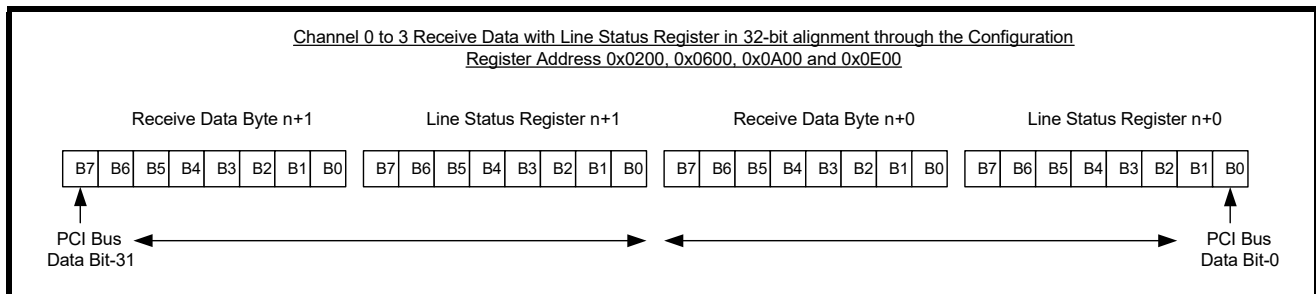 Channel 0 to 3 Receive Data with Line Status Register in 32-bit alignment through the Configuration
Register Address 0x0200, 0x0600, 0x0A00 and 0x0E00
Receive Data Byte n+1 Line Status Register n+1 Receive Data Byte n+0 Line Status Register n+0
B7 B6 B5 B4 B3 B2 B1 B0 B7 B6 B5 B4 B3 B2 B1 B0 B7 B6 B5 B4 B3 B2 B1 B0 B7 B6 B5 B4 B3 B2 B1 B0
PCI Bus PCI Bus
Data Bit-31 Data Bit-0